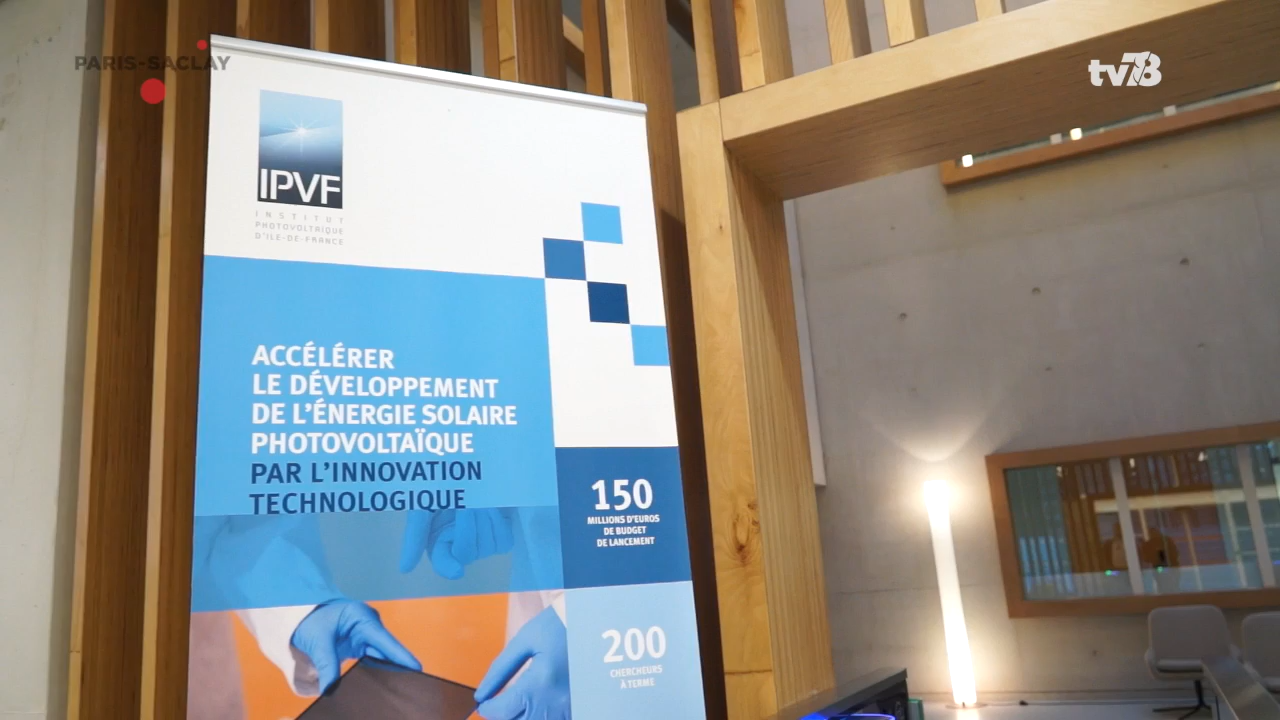 PARIS-SACLAY
tv78
IPVF
INSTITUT
PHOTOVOLTAÏQUE
D'ILE-DE-FRANCE
ACCÉLÉRER
LE DÉVELOPPEMENT
DE L'ÉNERGIE SOLAIRE
PHOTOVOLTAÏQUE
PAR L'INNOVATION
TECHNOLOGIQUE
150
MILLIONS D'EUROS
DE BUDGET
DE LANCEMENT
200
CHERCHEURS
À TERME